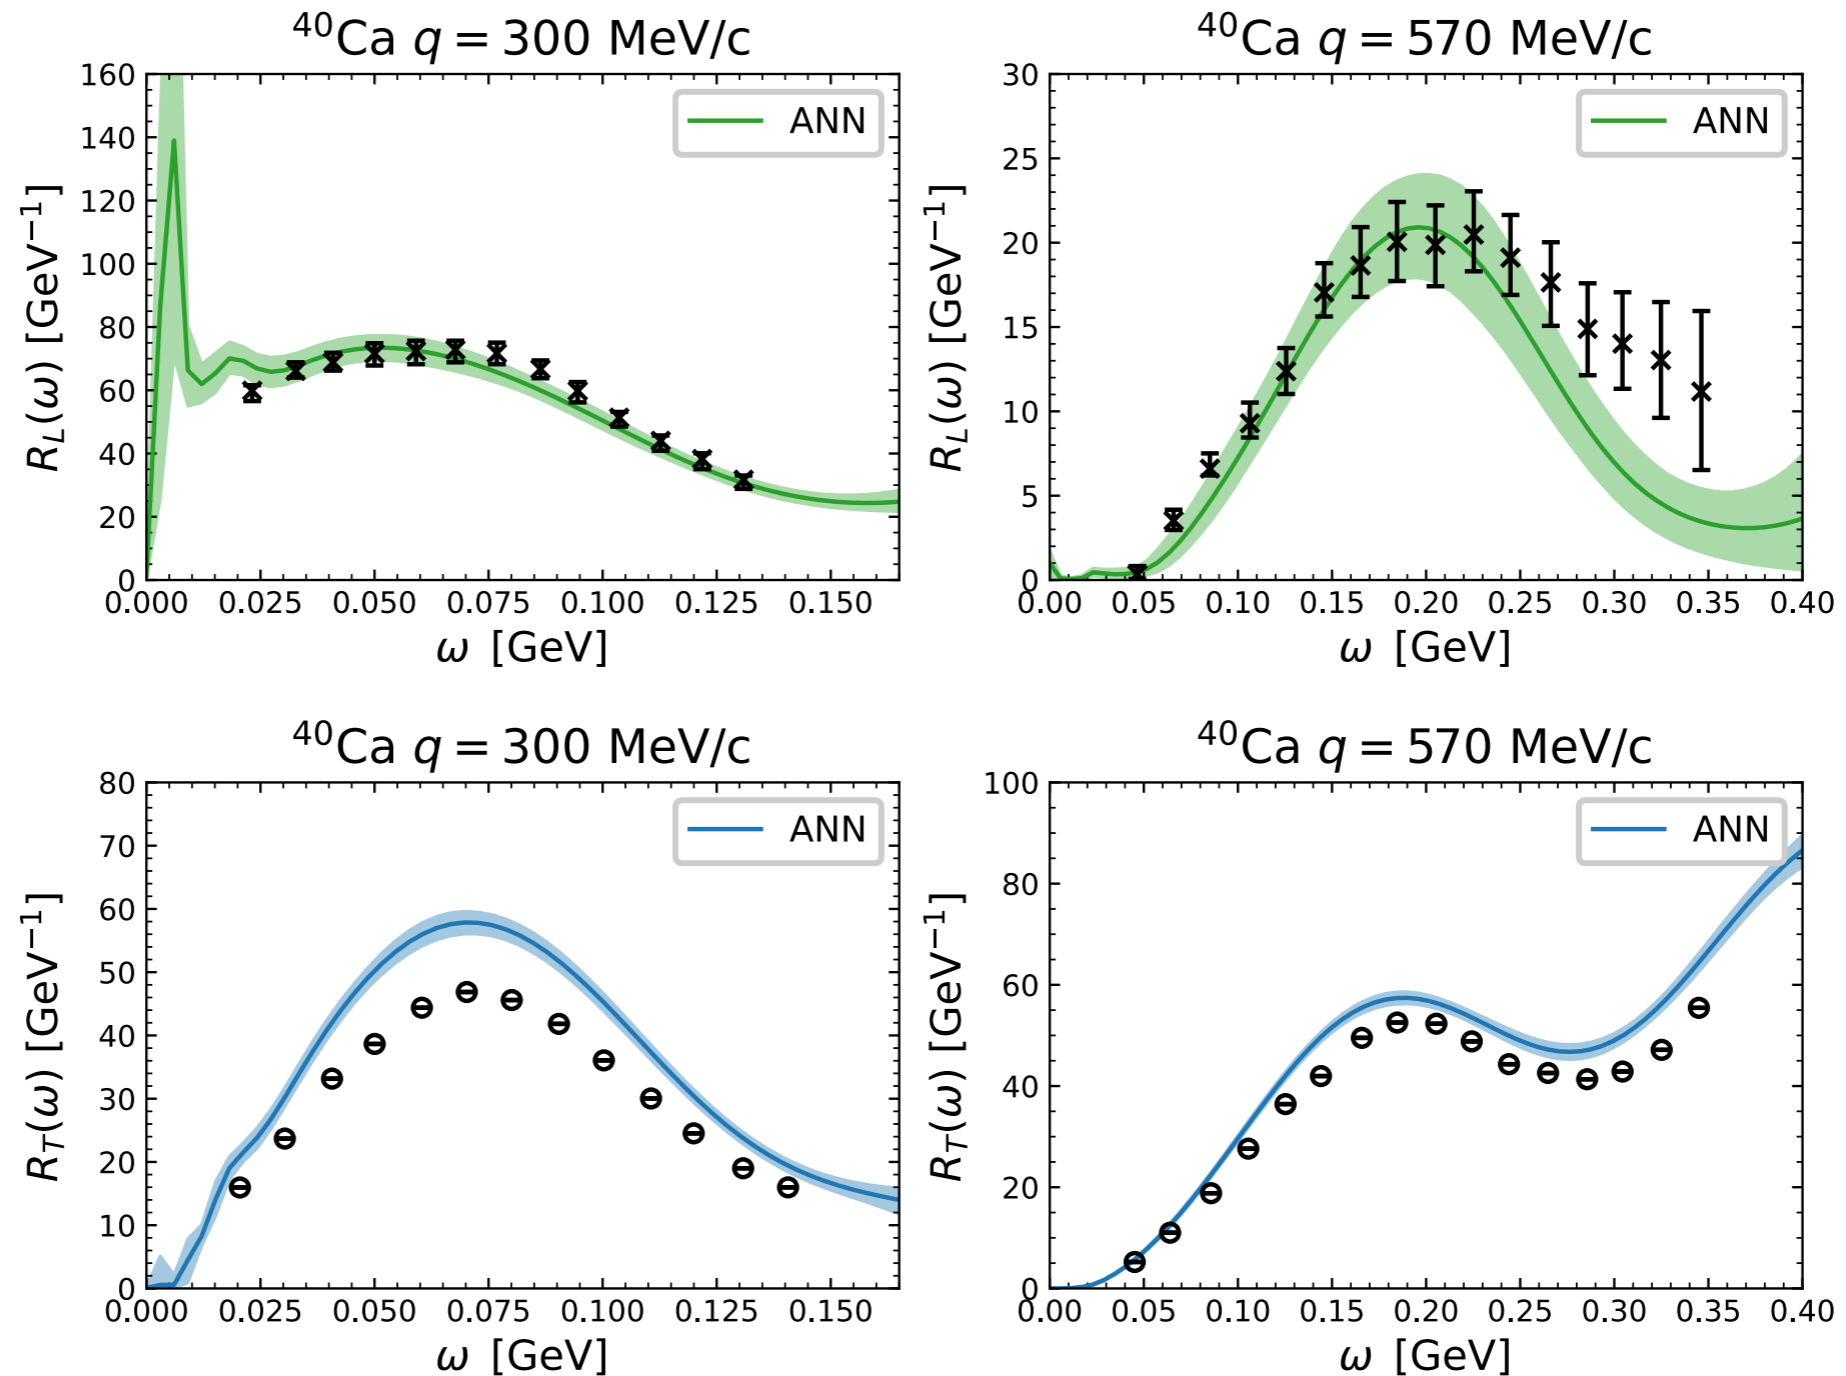 ⁴⁰Ca q = 300 MeV/c
160
140
120
100
80
60
40
20
0
R_L(ω) [GeV⁻¹]
ANN
0.000 0.025 0.050 0.075 0.100 0.125 0.150
ω [GeV]
⁴⁰Ca q = 570 MeV/c
30
25
20
15
10
5
0
R_L(ω) [GeV⁻¹]
ANN
0.00 0.05 0.10 0.15 0.20 0.25 0.30 0.35 0.40
ω [GeV]
⁴⁰Ca q = 300 MeV/c
80
70
60
50
40
30
20
10
0
R_T(ω) [GeV⁻¹]
ANN
0.000 0.025 0.050 0.075 0.100 0.125 0.150
ω [GeV]
⁴⁰Ca q = 570 MeV/c
100
80
60
40
20
0
R_T(ω) [GeV⁻¹]
ANN
0.00 0.05 0.10 0.15 0.20 0.25 0.30 0.35 0.40
ω [GeV]